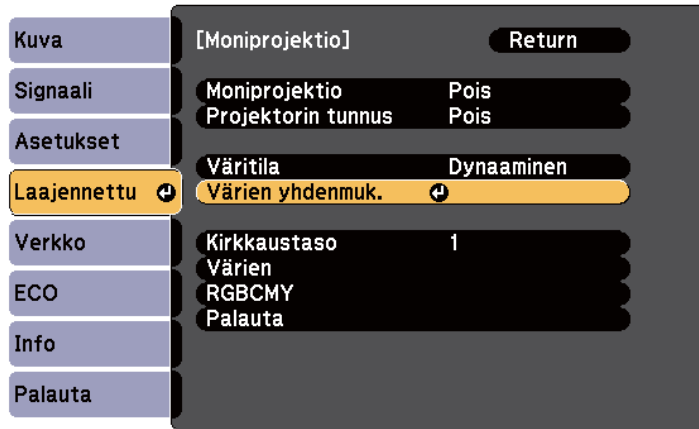 Kuva
Signaali
Asetukset
Laajennettu
Verkko
ECO
Info
Palauta
[Moniprojektio] Return
Moniprojektio Pois
Projektorin tunnus Pois
Väritila Dynaaminen
Värien yhdenmuk.
Kirkkaustaso 1
Värien
RGBCMY
Palauta